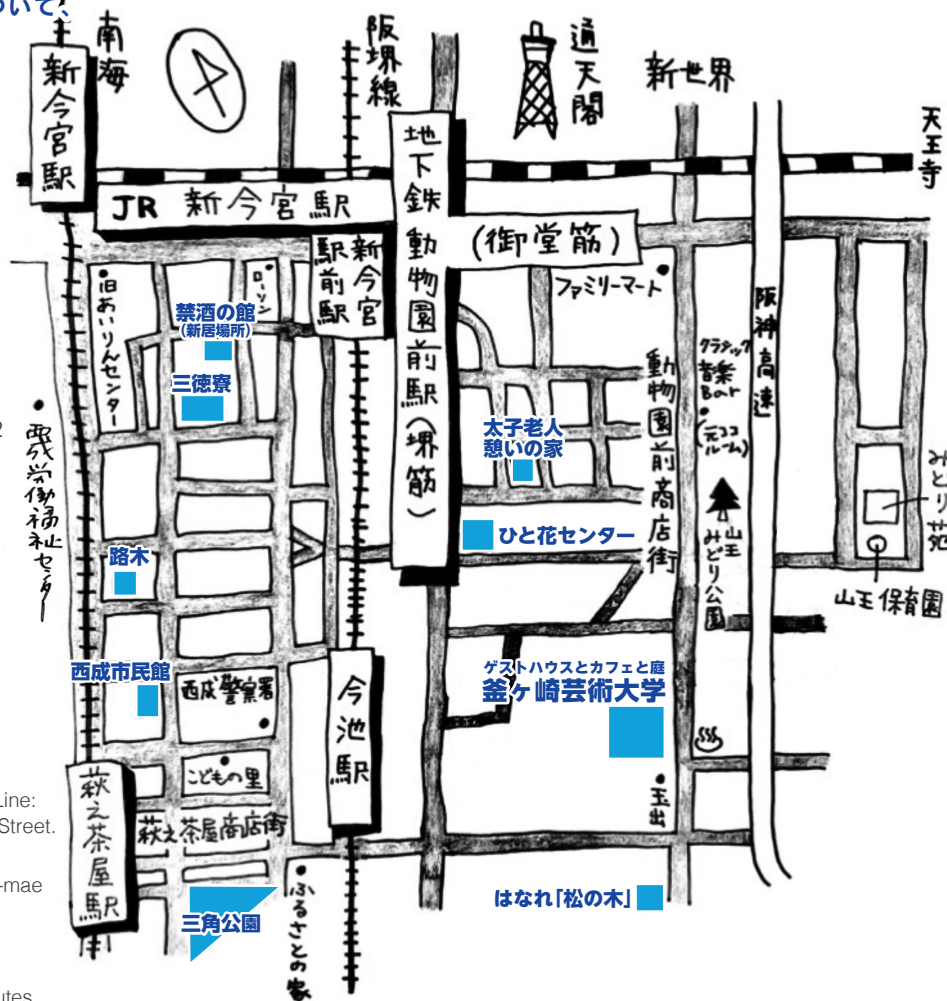 ついて、
南海
新今宮駅
阪堺線
通天閣
新世界
天王寺
地下鉄 動物園前駅(堺筋)
JR 新今宮駅
(御堂筋)
新今宮駅前駅
ファミリーマート
旧あいりんセンター
ローソン
禁酒の館
(新居場所)
三徳寮
阪神高速
動物園前商店街
クラシック
音楽
Bar
(元ココルーム)
太子老人
憩いの家
2
西成労働福祉センター
ひと花センター
山王みどり公園
みどり苑
山王保育園
路木
西成市民館
西成警察署
今池駅
ゲストハウスとカフェと庭
釜ヶ崎芸術大学
こどもの里
玉出
Line:
Street.
萩之茶屋駅
萩之茶屋商店街
-mae
はなれ「松の木」
三角公園
ふるさとの家
utes